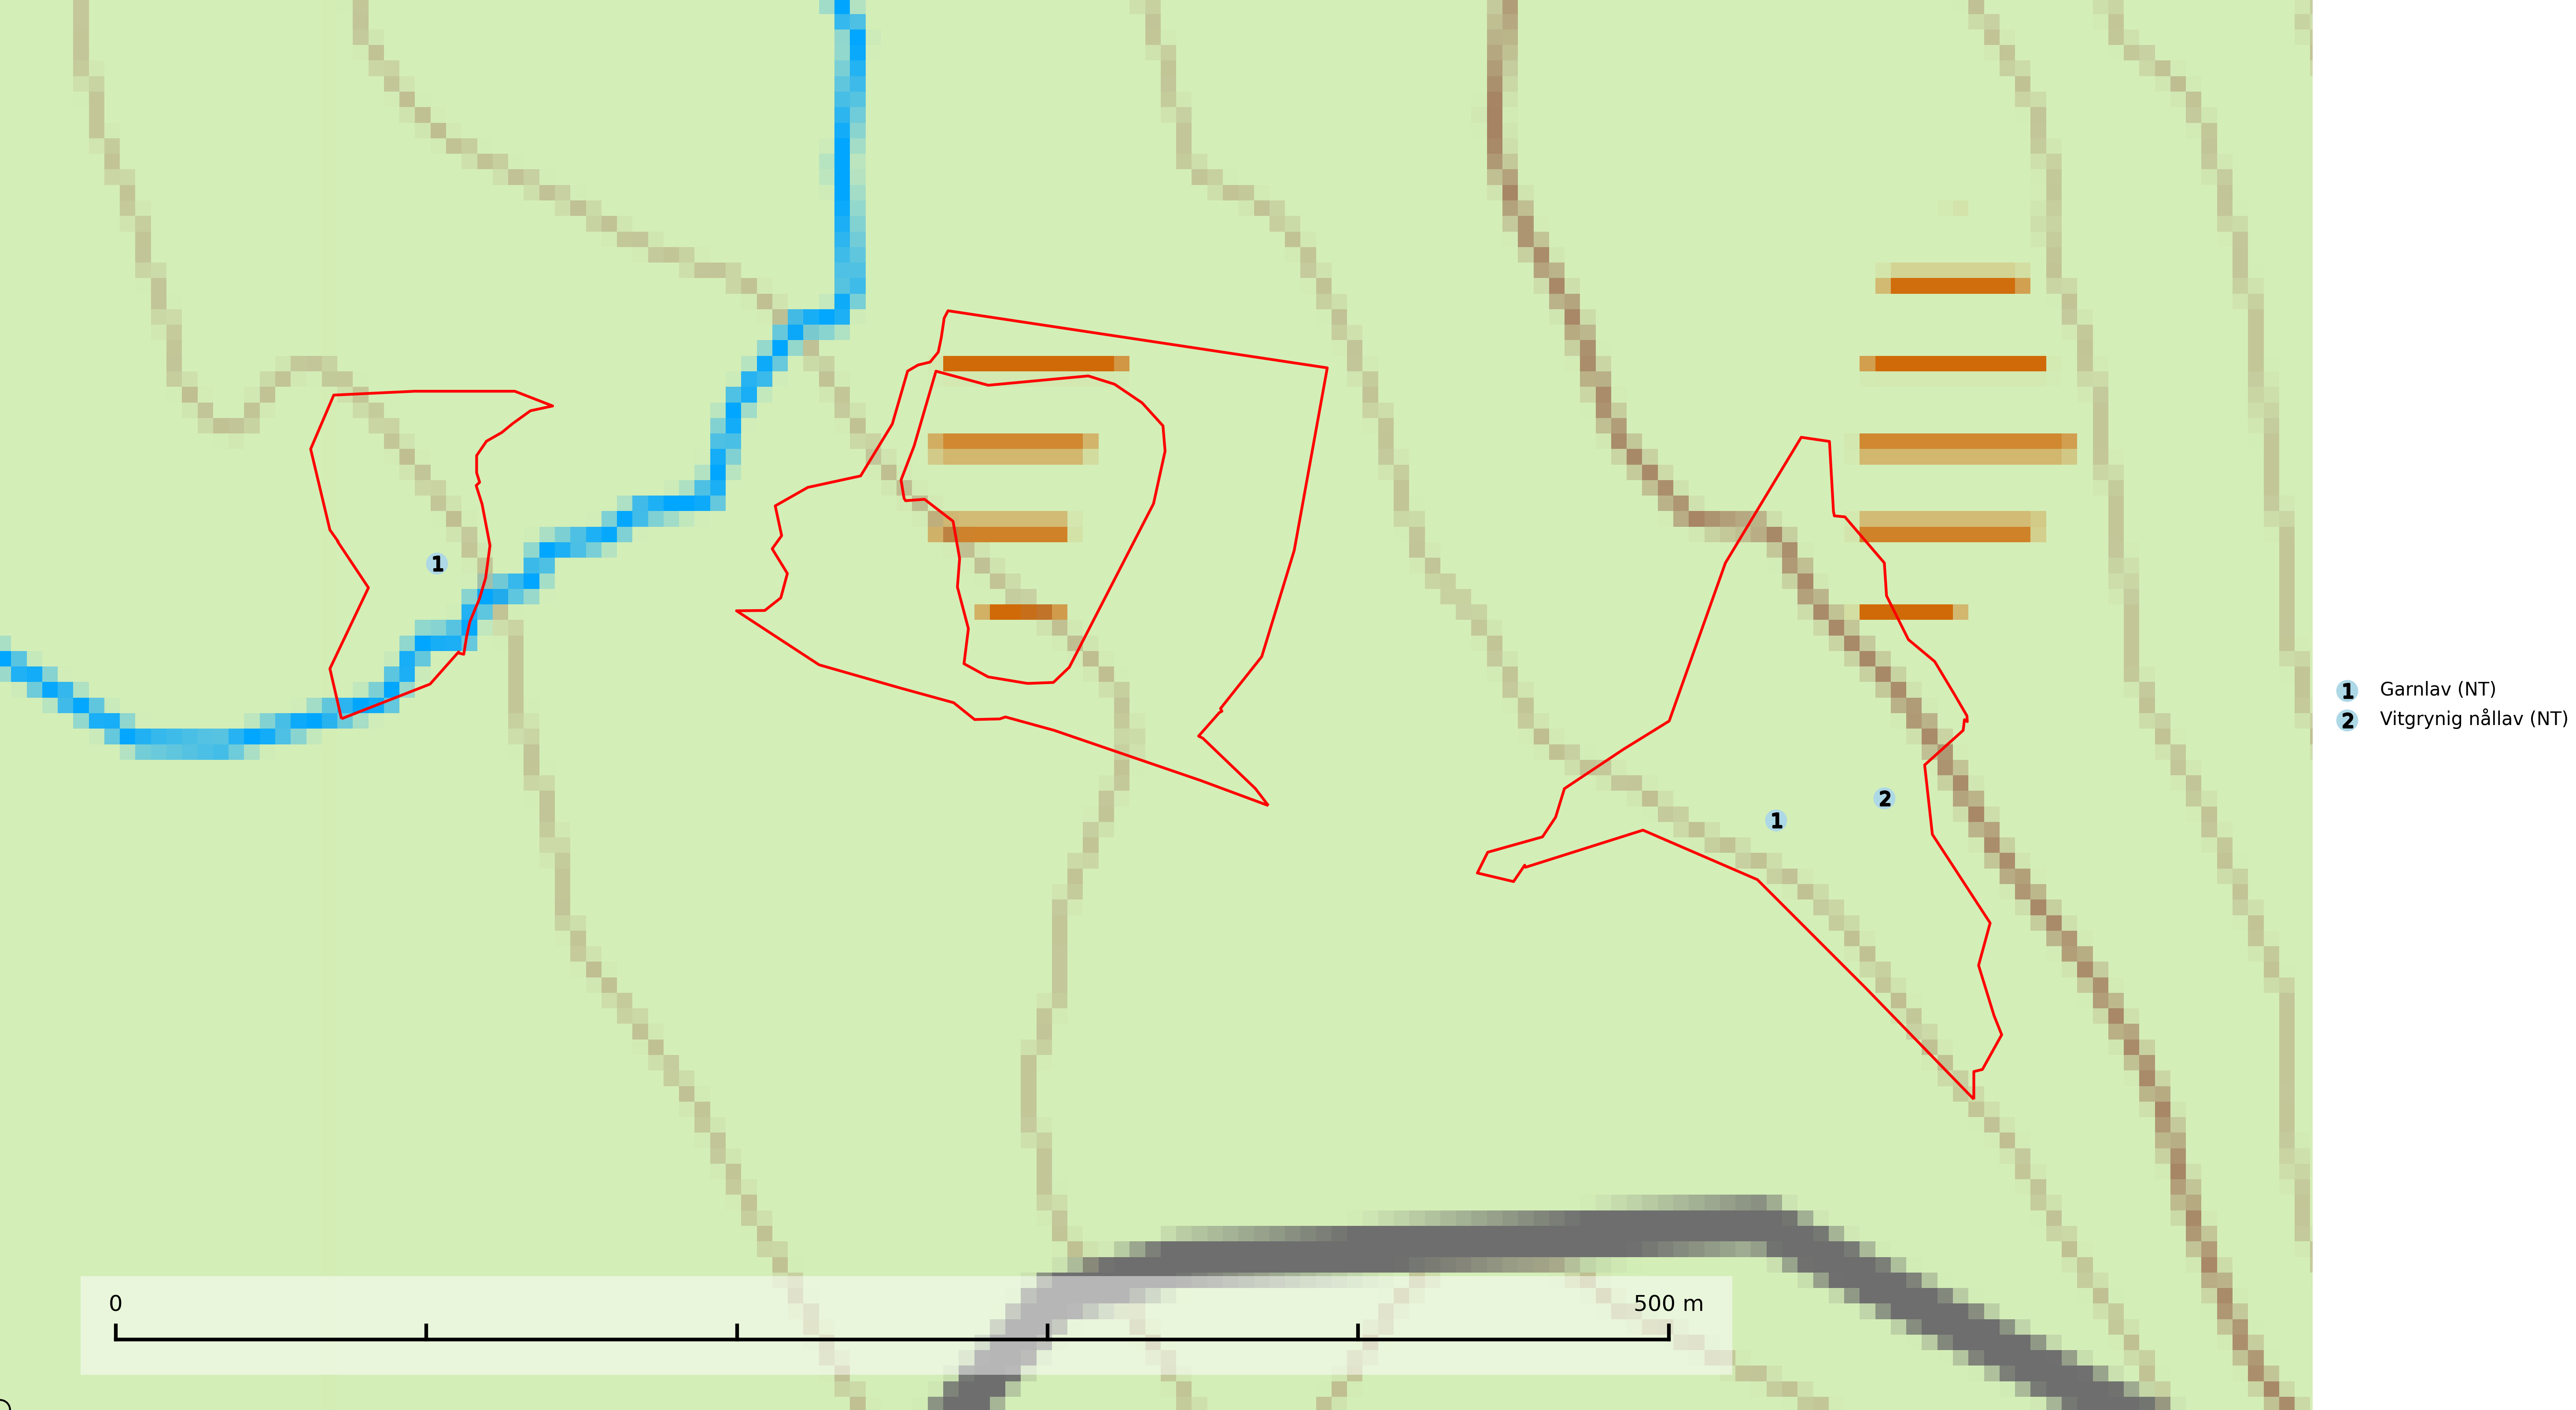 1
1
2
1 Garnlav (NT)
2 Vitgrynig nållav (NT)
0 500 m